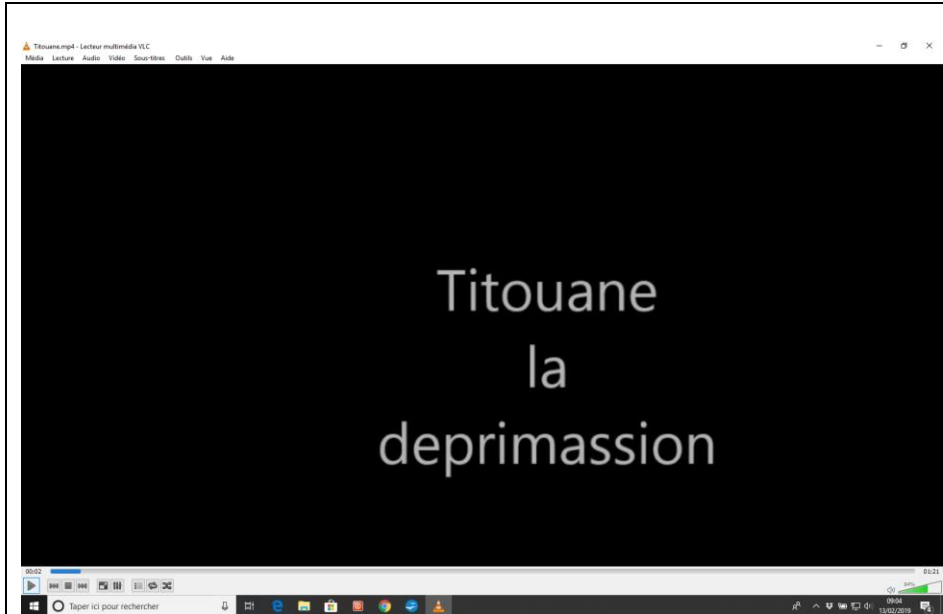 Titouane.mp4 - Lecteur multimédia VLC
Média Lecture Audio Vidéo Sous-titres Outils Vue Aide
Titouane
la
deprimassion
00:02
01:21
84%
Taper ici pour rechercher
09:04
13/02/2019